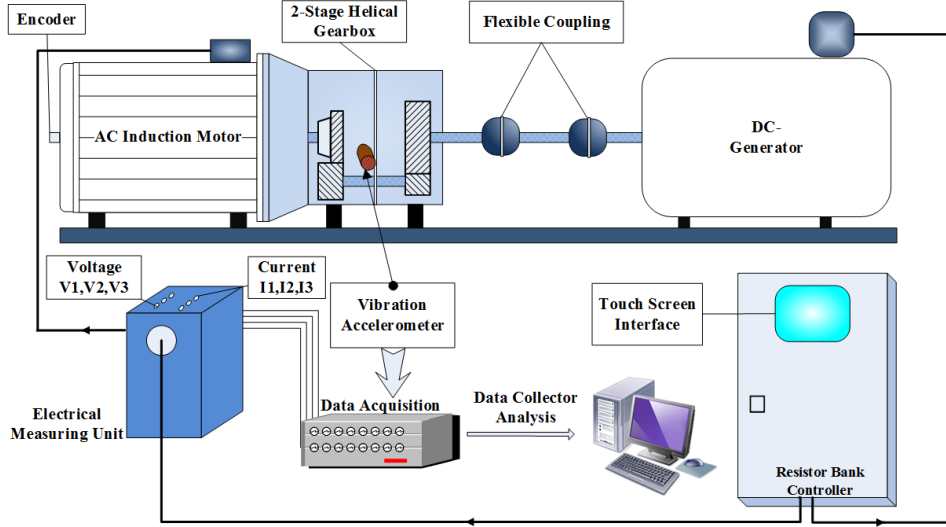 Encoder
2-Stage Helical
Gearbox
Flexible Coupling
AC Induction Motor
DC-
Generator
Voltage
V1,V2,V3
Current
I1,I2,I3
Vibration
Accelerometer
Touch Screen
Interface
Electrical
Measuring Unit
Data Acquisition
Data Collector
Analysis
Resistor Bank
Controller